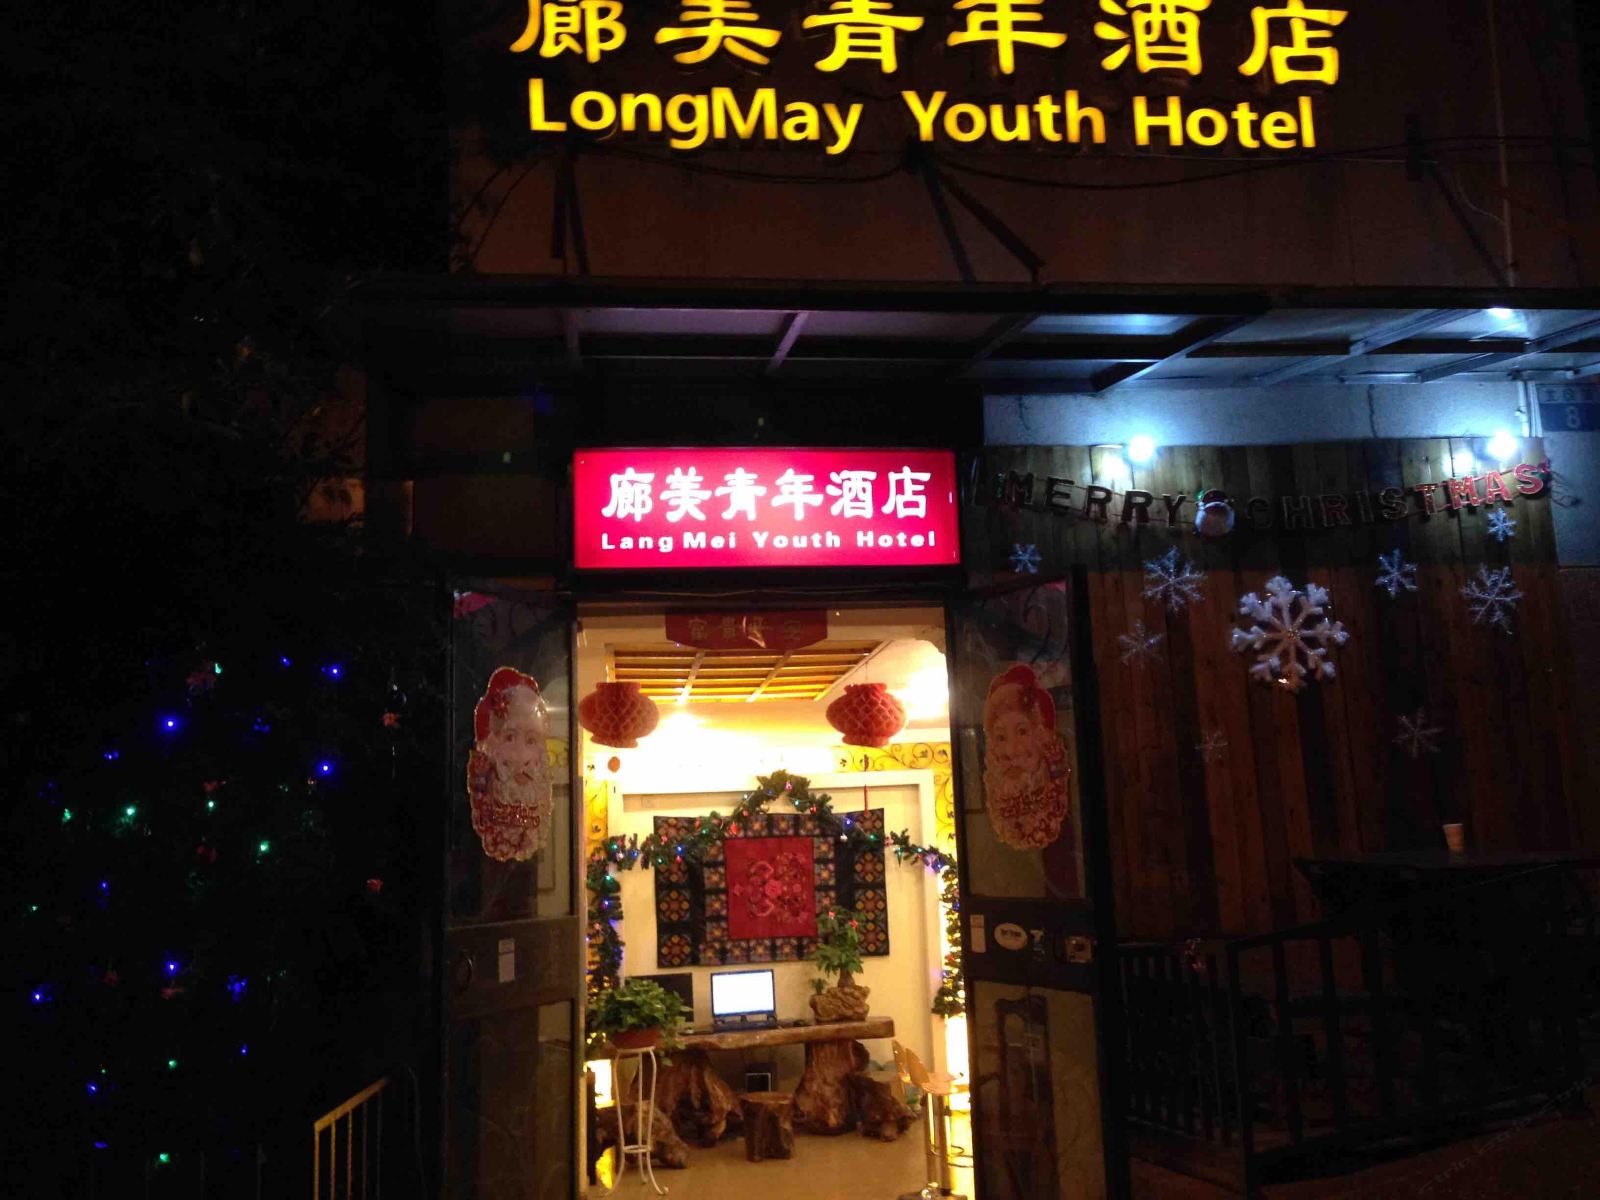 廊美青年酒店
LongMay Youth Hotel
廊美青年酒店
Lang Mei Youth Hotel
MERRY CHRISTMAS
8